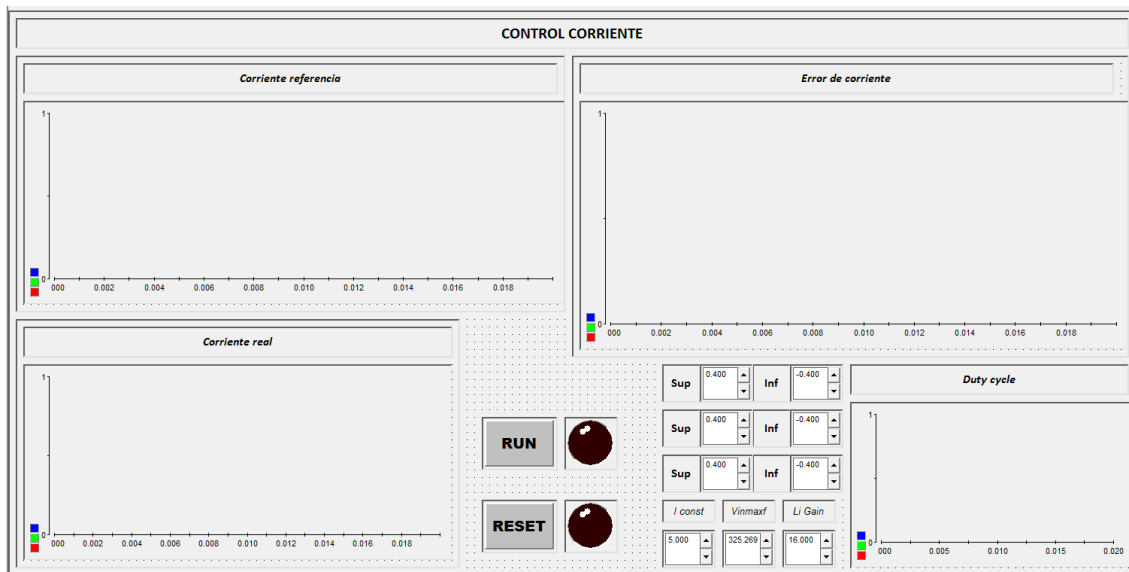 CONTROL CORRIENTE
Corriente referencia
1
0
000 0.002 0.004 0.006 0.008 0.010 0.012 0.014 0.016 0.018
Error de corriente
1
0
000 0.002 0.004 0.006 0.008 0.010 0.012 0.014 0.016 0.018
Corriente real
1
0
000 0.002 0.004 0.006 0.008 0.010 0.012 0.014 0.016 0.018
RUN
RESET
Sup 0.400 Inf -0.400
Sup 0.400 Inf -0.400
Sup 0.400 Inf -0.400
I const Vinmaxf Li Gain
5.000 325.269 16.000
Duty cycle
1
0
000 0.005 0.010 0.015 0.020